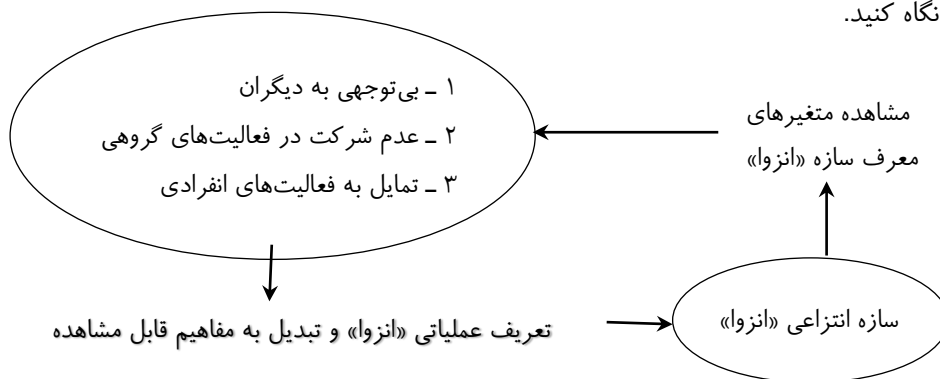 نگاه کنید.
۱ ـ بی‌توجهی به دیگران
۲ ـ عدم شرکت در فعالیت‌های گروهی
۳ ـ تمایل به فعالیت‌های انفرادی
مشاهده متغیرهای
معرف سازه «انزوا»
سازه انتزاعی «انزوا»
تعریف عملیاتی «انزوا» و تبدیل به مفاهیم قابل مشاهده